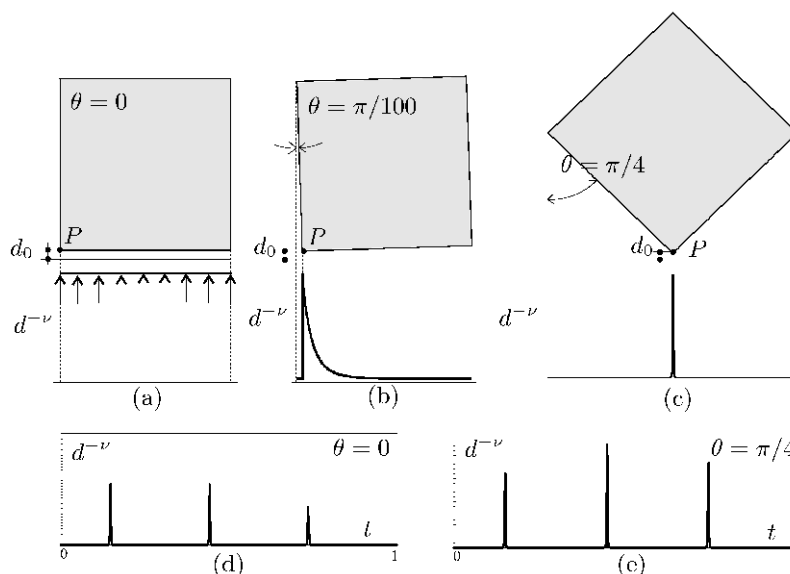 θ = 0
θ = π/100
θ = π/4
d₀ P
d₀ P
d₀ P
d⁻ᵛ
d⁻ᵛ
d⁻ᵛ
(a)
(b)
(c)
d⁻ᵛ θ = 0
t
0 1
(d)
d⁻ᵛ θ = π/4
t
0
(e)